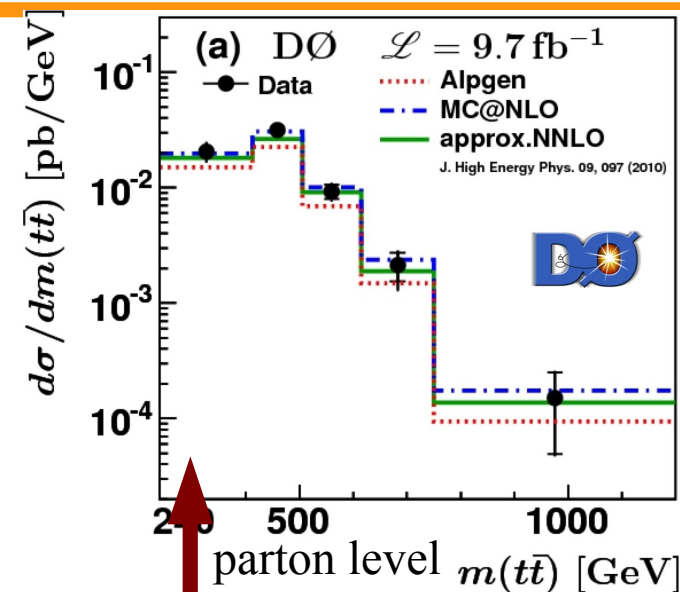 (a) DØ ℒ = 9.7 fb⁻¹
Data
Alpgen
MC@NLO
approx.NNLO
J. High Energy Phys. 09, 097 (2010)
DØ
dσ/dm(tt̄) [pb/GeV]
10⁻¹
10⁻²
10⁻³
10⁻⁴
500 1000
parton level m(tt̄) [GeV]